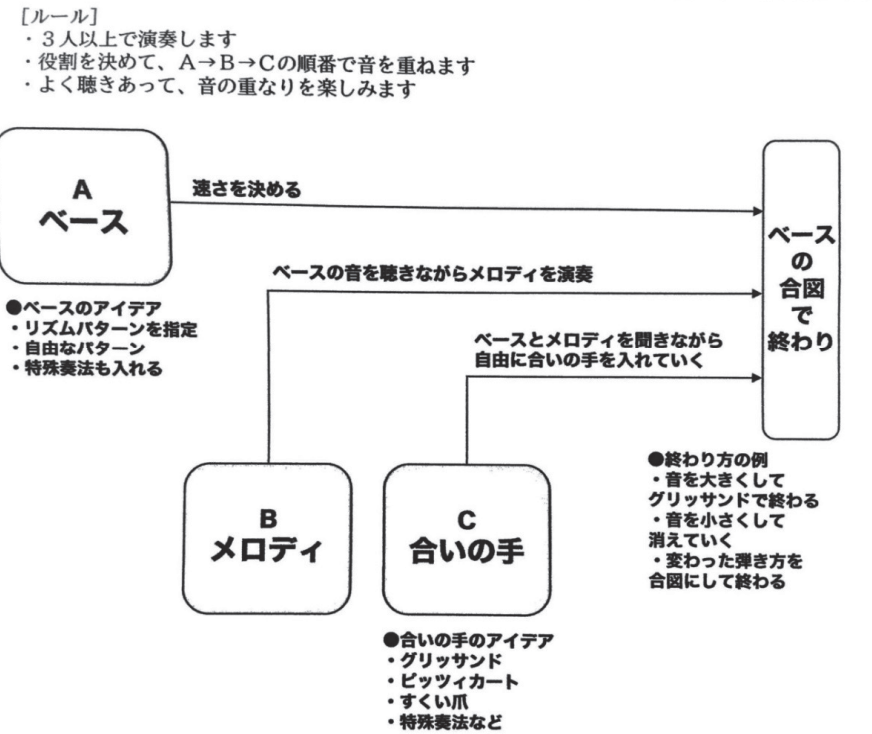 [ルール]
・３人以上で演奏します
・役割を決めて、A→B→Cの順番で音を重ねます
・よく聴きあって、音の重なりを楽しみます
A
ベース
速さを決める
●ベースのアイデア
・リズムパターンを指定
・自由なパターン
・特殊奏法も入れる
ベースの音を聴きながらメロディを演奏
ベースとメロディを聞きながら
自由に合いの手を入れていく
ベース
の
合図
で
終わり
B
メロディ
C
合いの手
●合いの手のアイデア
・グリッサンド
・ピッツィカート
・すくい爪
・特殊奏法など
●終わり方の例
・音を大きくして
グリッサンドで終わる
・音を小さくして
消えていく
・変わった弾き方を
合図にして終わる